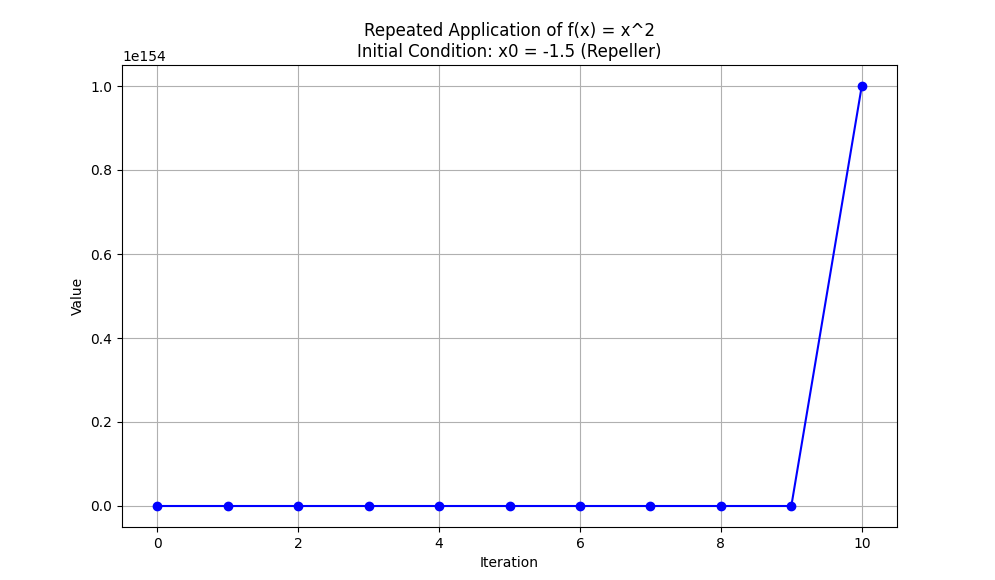 Repeated Application of f(x) = x^2
Initial Condition: x0 = -1.5 (Repeller)
1e154
1.0
0.8
0.6
0.4
0.2
0.0
Value
0 2 4 6 8 10
Iteration